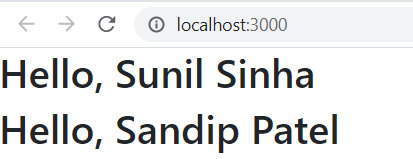 localhost:3000
Hello, Sunil Sinha
Hello, Sandip Patel